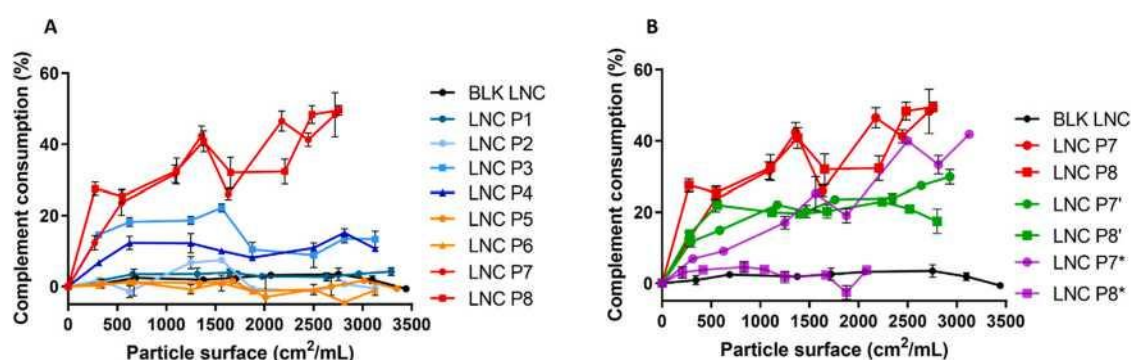 A
Complement consumption (%)
60
40
20
0
0 500 1000 1500 2000 2500 3000 3500
Particle surface (cm²/mL)
BLK LNC
LNC P1
LNC P2
LNC P3
LNC P4
LNC P5
LNC P6
LNC P7
LNC P8
B
Complement consumption (%)
60
40
20
0
0 500 1000 1500 2000 2500 3000 3500
Particle surface (cm²/mL)
BLK LNC
LNC P7
LNC P8
LNC P7'
LNC P8'
LNC P7*
LNC P8*